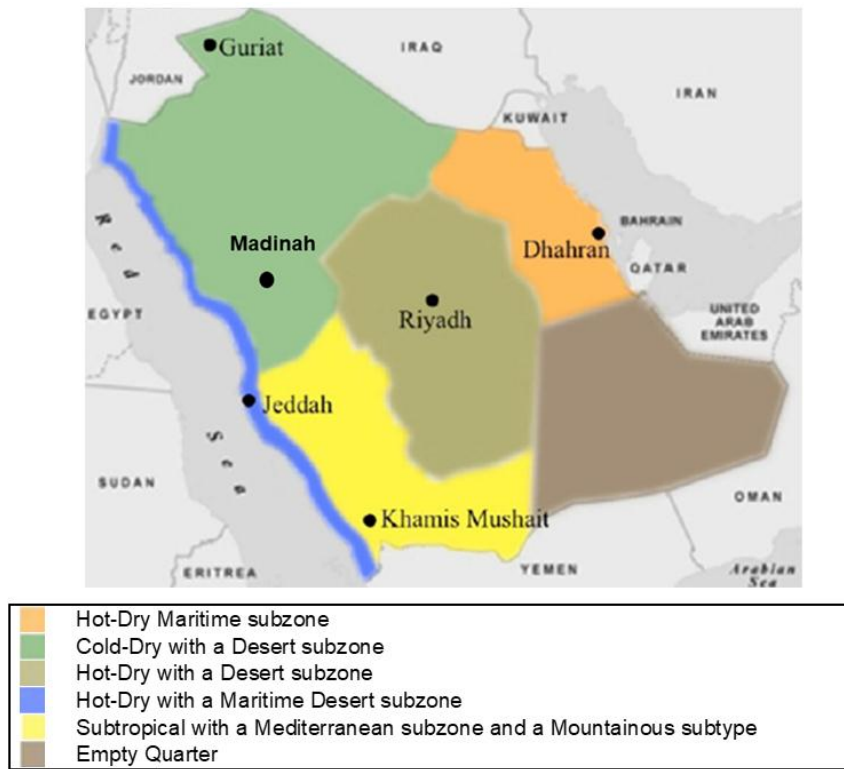 Guriat
IRAQ
JORDAN
IRAN
KUWAIT
Madinah
BAHRAIN
Dhahran
QATAR
Red
EGYPT
UNITED
ARAB
EMIRATES
Riyadh
Jeddah
Sea
SUDAN
OMAN
Khamis Mushait
ERITREA
YEMEN
Arabian
Sea
Hot-Dry Maritime subzone
Cold-Dry with a Desert subzone
Hot-Dry with a Desert subzone
Hot-Dry with a Maritime Desert subzone
Subtropical with a Mediterranean subzone and a Mountainous subtype
Empty Quarter